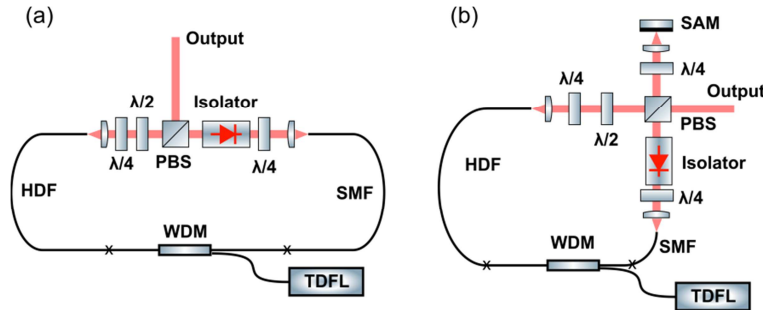 (a)
Output
λ/2
Isolator
λ/4
PBS
λ/4
HDF
SMF
WDM
TDFL
(b)
SAM
λ/4
λ/4
Output
λ/2
PBS
HDF
Isolator
λ/4
WDM
SMF
TDFL